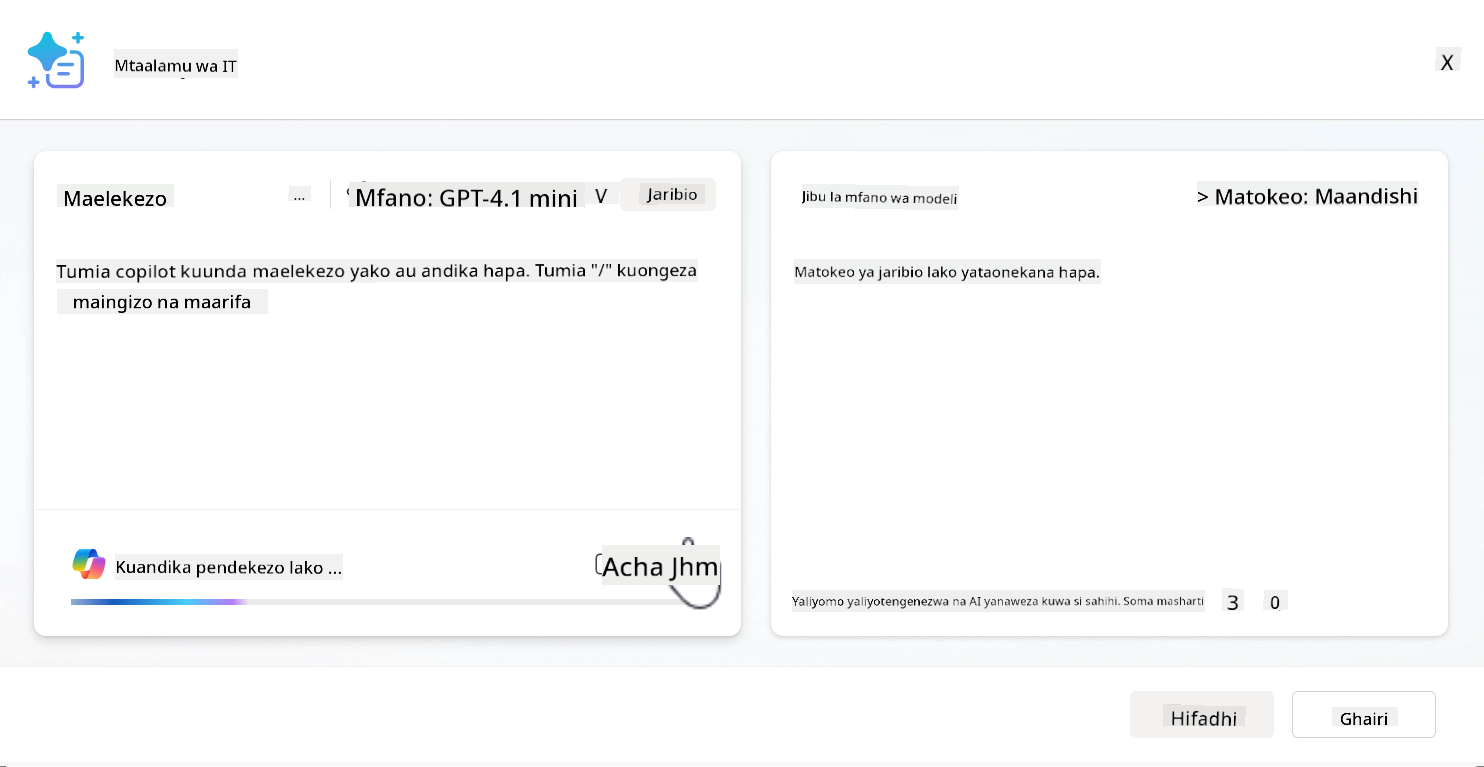 Mtaalamu wa IT
X
Maelekezo
...
Mfano: GPT-4.1 mini V
Jaribio
Tumia copilot kuunda maelekezo yako au andika hapa. Tumia "/" kuongeza
maingizo na maarifa
Kuandika pendekezo lako ...
Acha Jhm
Jibu la mfano wa modeli
> Matokeo: Maandishi
Matokeo ya jaribio lako yataonekana hapa.
Yaliyomo yaliyotengenezwa na AI yanaweza kuwa si sahihi. Soma masharti 3 0
Hifadhi
Ghairi